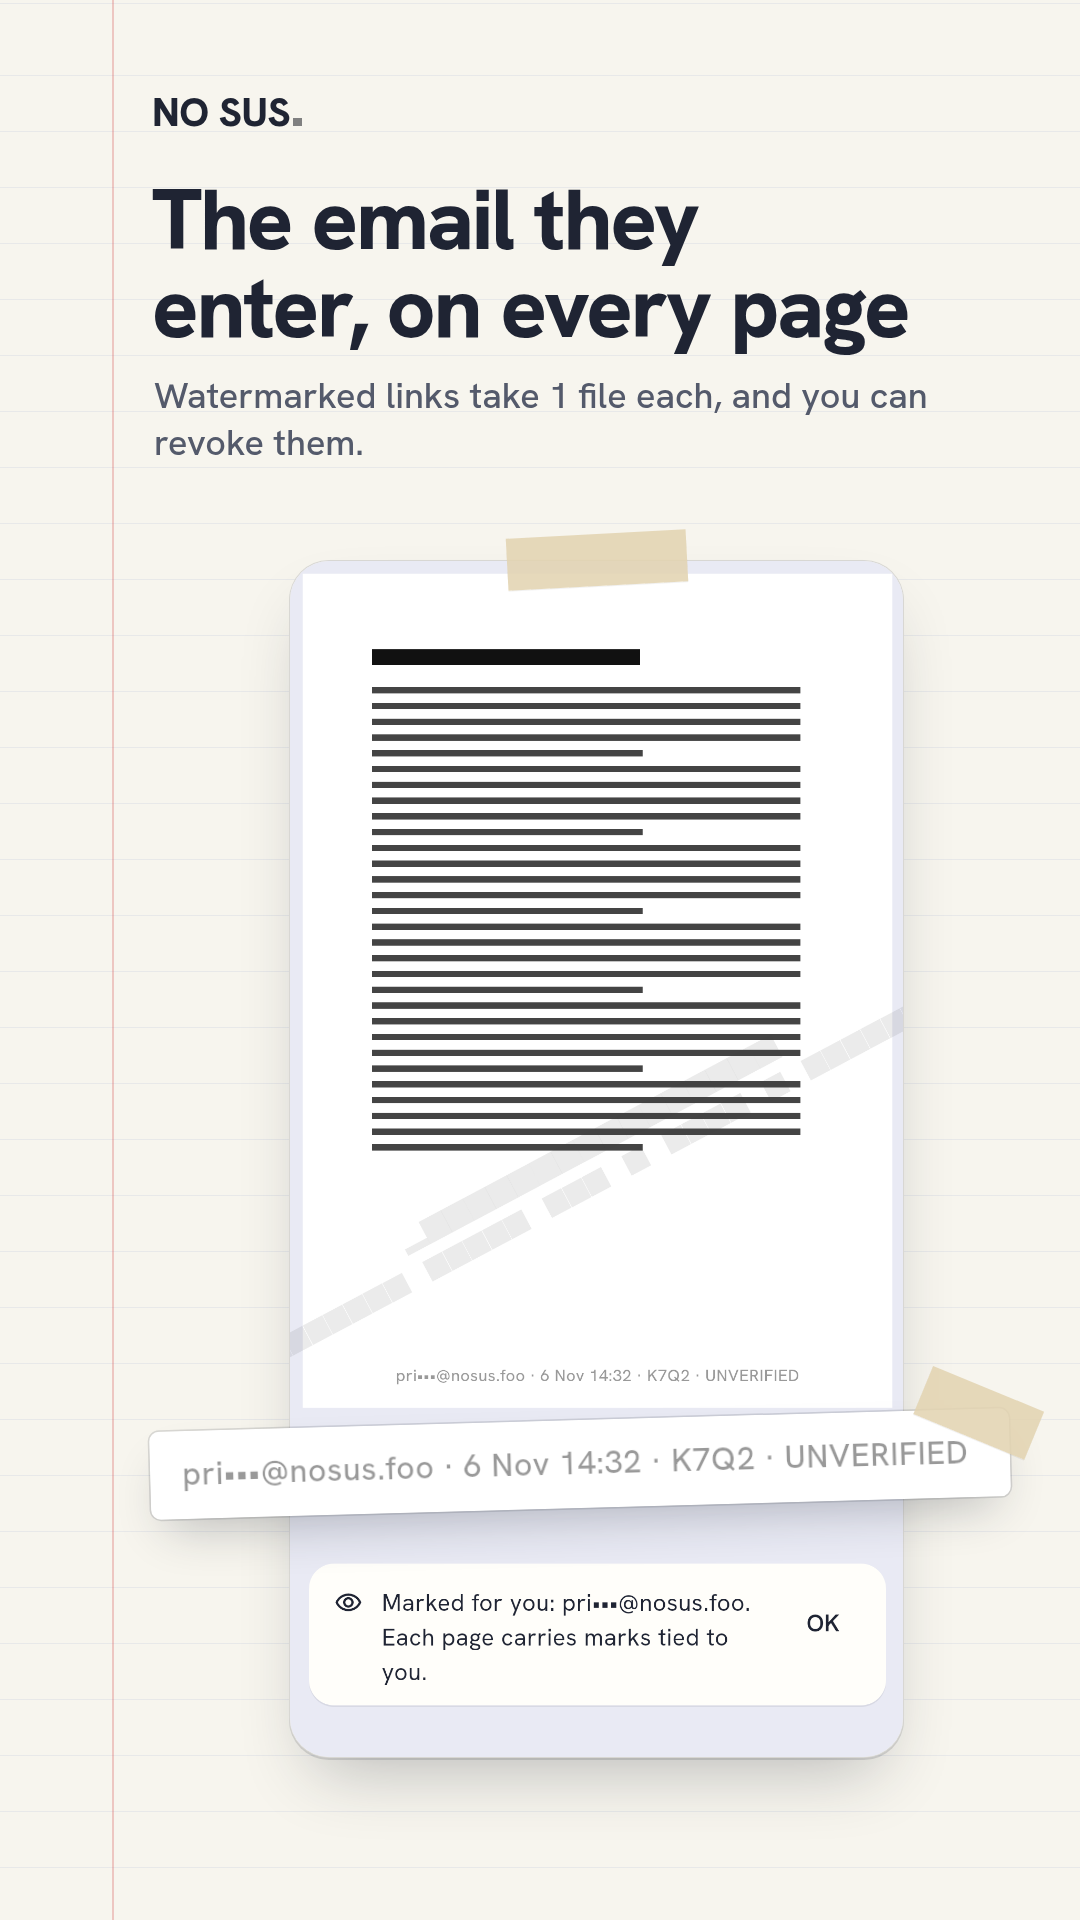 NO SUS.
The email they
enter, on every page
Watermarked links take 1 file each, and you can
revoke them.
pri▪▪▪@nosus.foo · 6 Nov 14:32 · K7Q2 · UNVERIFIED
pri▪▪▪@nosus.foo · 6 Nov 14:32 · K7Q2 · UNVERIFIED
Marked for you: pri▪▪▪@nosus.foo.
Each page carries marks tied to
you.
OK